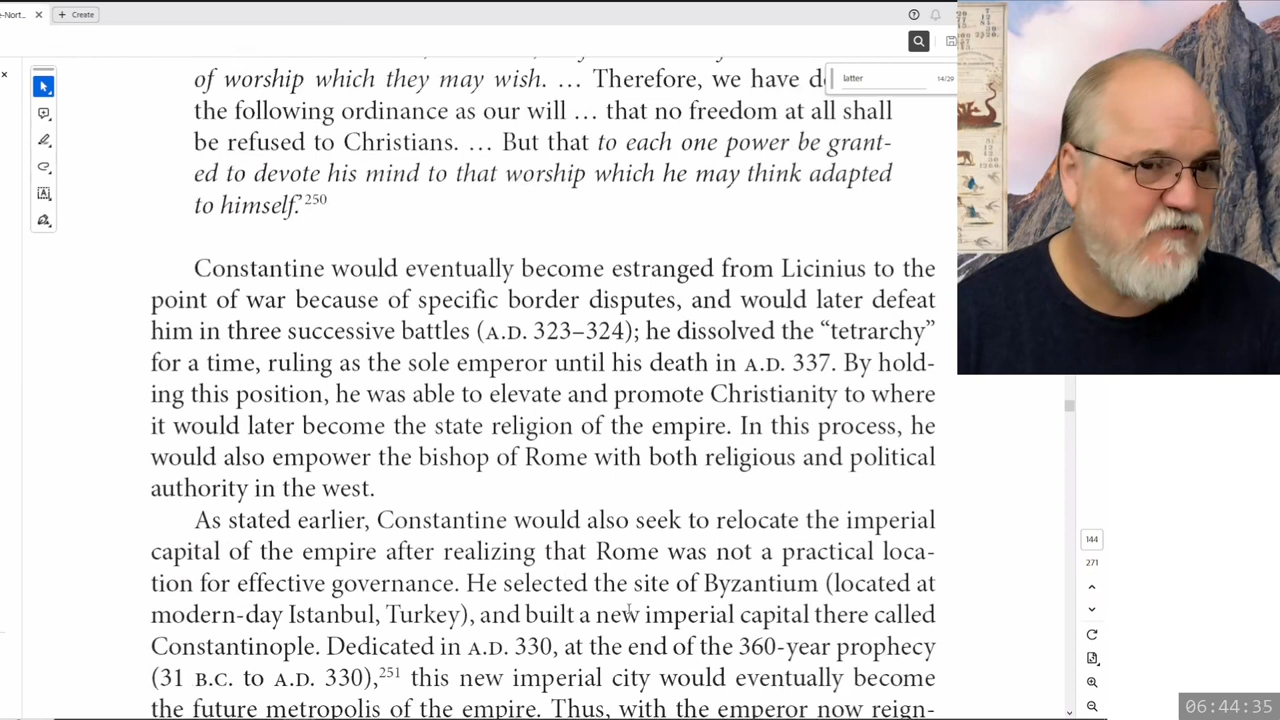 e-Nort...
Create
latter
14/29
of worship which they may wish. … Therefore, we have d
the following ordinance as our will … that no freedom at all shall
be refused to Christians. … But that to each one power be grant-
ed to devote his mind to that worship which he may think adapted
to himself.’250
Constantine would eventually become estranged from Licinius to the
point of war because of specific border disputes, and would later defeat
him in three successive battles (A.D. 323–324); he dissolved the “tetrarchy”
for a time, ruling as the sole emperor until his death in A.D. 337. By hold-
ing this position, he was able to elevate and promote Christianity to where
it would later become the state religion of the empire. In this process, he
would also empower the bishop of Rome with both religious and political
authority in the west.
As stated earlier, Constantine would also seek to relocate the imperial
capital of the empire after realizing that Rome was not a practical loca-
tion for effective governance. He selected the site of Byzantium (located at
modern-day Istanbul, Turkey), and built a new imperial capital there called
Constantinople. Dedicated in A.D. 330, at the end of the 360-year prophecy
(31 B.C. to A.D. 330),251 this new imperial city would eventually become
the future metropolis of the empire. Thus, with the emperor now reign-
144
271
06:44:35